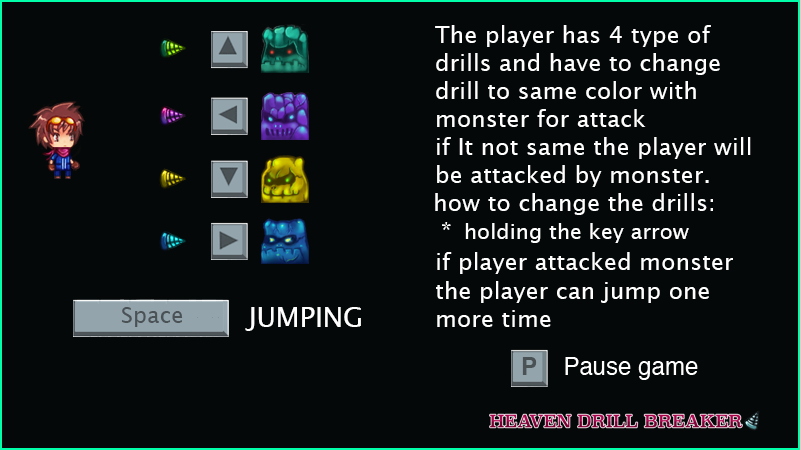 The player has 4 type of
drills and have to change
drill to same color with
monster for attack
if It not same the player will
be attacked by monster.
how to change the drills:
* holding the key arrow
if player attacked monster
the player can jump one
more time
Space JUMPING
P Pause game
HEAVEN DRILL BREAKER